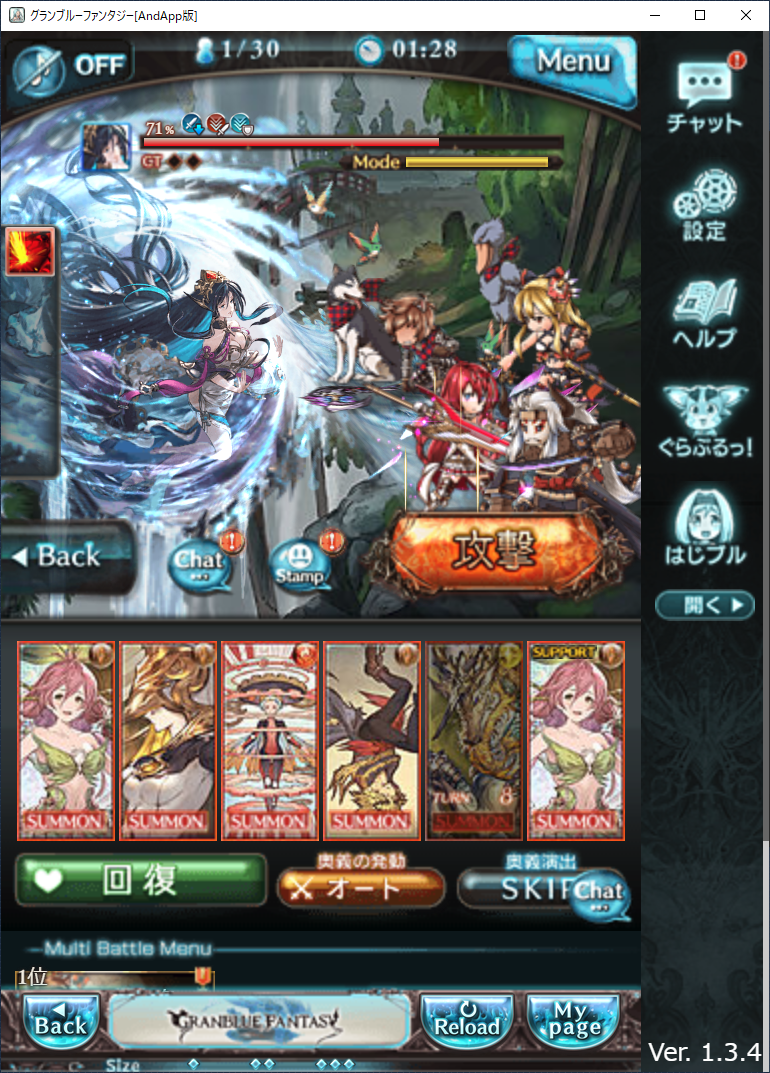 グランブルーファンタジー[AndApp版]
OFF
1/30
01:28
Menu
71%
GT
Mode
Back
Chat
Stamp
攻撃
SUMMON
SUMMON
SUMMON
SUMMON
TURN 8
SUMMON
SUPPORT
SUMMON
回復
奥義の発動
オート
奥義演出
SKIP
Chat
Multi Battle Menu
1位
Back
GRANBLUE FANTASY
Reload
My page
Size
チャット
設定
ヘルプ
ぐらぶるっ!
はじブル
開く
Ver. 1.3.4